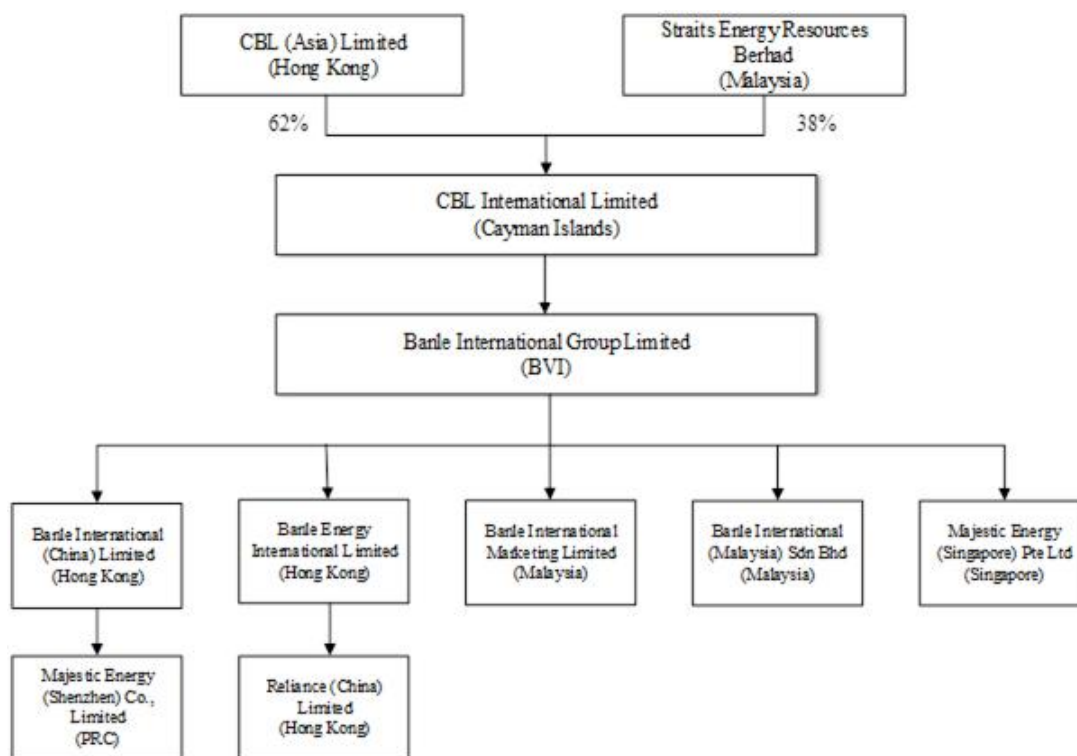 CBL (Asia) Limited
(Hong Kong)
Straits Energy Resources
Berhad
(Malaysia)
62%
38%
CBL International Limited
(Cayman Islands)
Banle International Group Limited
(BVI)
Banle International
(China) Limited
(Hong Kong)
Banle Energy
International Limited
(Hong Kong)
Banle International
Marketing Limited
(Malaysia)
Banle International
(Malaysia) Sdn Bhd
(Malaysia)
Majestic Energy
(Singapore) Pte Ltd
(Singapore)
Majestic Energy
(Shenzhen) Co.,
Limited
(PRC)
Reliance (China)
Limited
(Hong Kong)